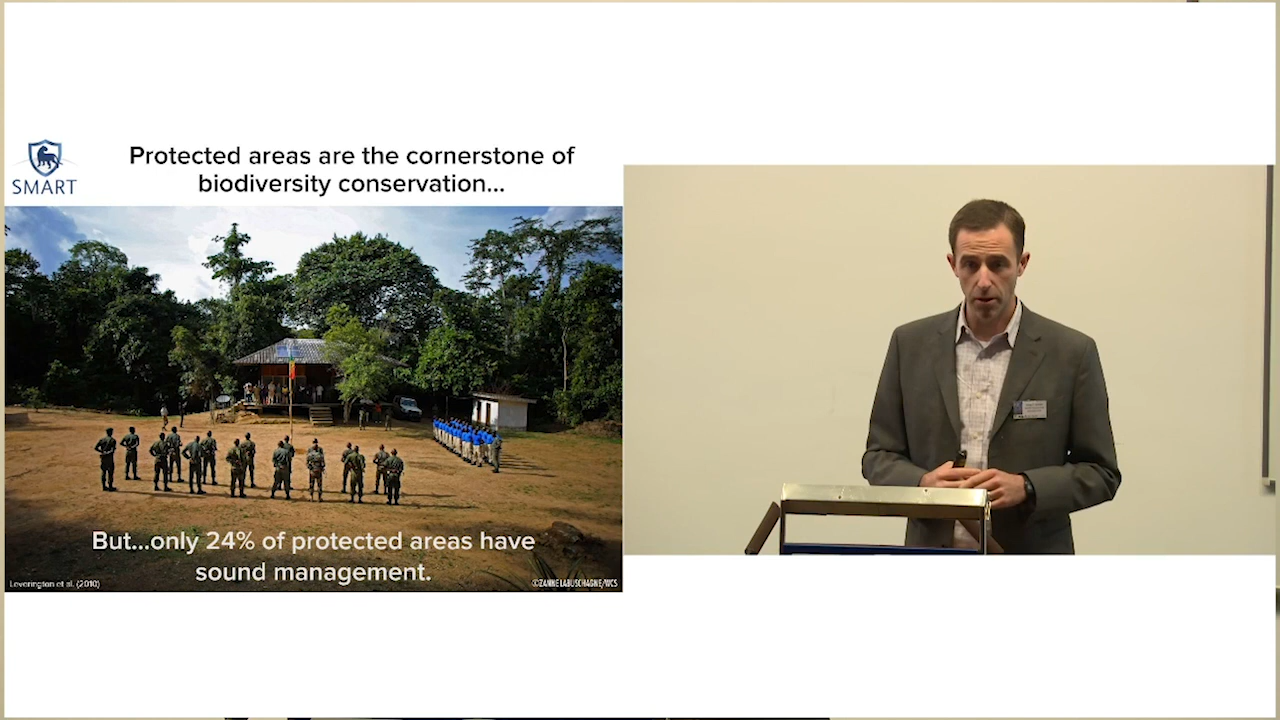 SMART
Protected areas are the cornerstone of
biodiversity conservation...
But...only 24% of protected areas have
sound management.
Leverington et al. (2010)
©ZANNE LABUSCHAGNE/WCS